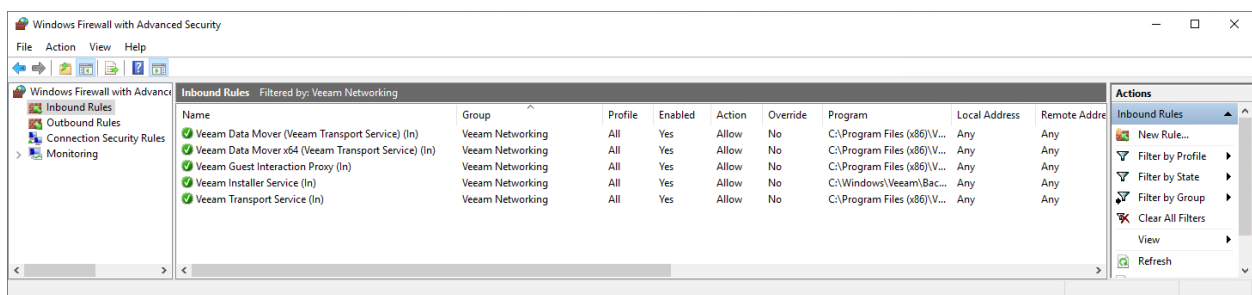 Windows Firewall with Advanced Security
File Action View Help
Windows Firewall with Advance
Inbound Rules
Outbound Rules
Connection Security Rules
Monitoring
Inbound Rules Filtered by: Veeam Networking
Name Group Profile Enabled Action Override Program Local Address Remote Addre
Veeam Data Mover (Veeam Transport Service) (In) Veeam Networking All Yes Allow No C:\Program Files (x86)\V... Any Any
Veeam Data Mover x64 (Veeam Transport Service) (In) Veeam Networking All Yes Allow No C:\Program Files (x86)\V... Any Any
Veeam Guest Interaction Proxy (In) Veeam Networking All Yes Allow No C:\Program Files (x86)\V... Any Any
Veeam Installer Service (In) Veeam Networking All Yes Allow No C:\Windows\Veeam\Bac... Any Any
Veeam Transport Service (In) Veeam Networking All Yes Allow No C:\Program Files (x86)\V... Any Any
Actions
Inbound Rules
New Rule...
Filter by Profile
Filter by State
Filter by Group
Clear All Filters
View
Refresh